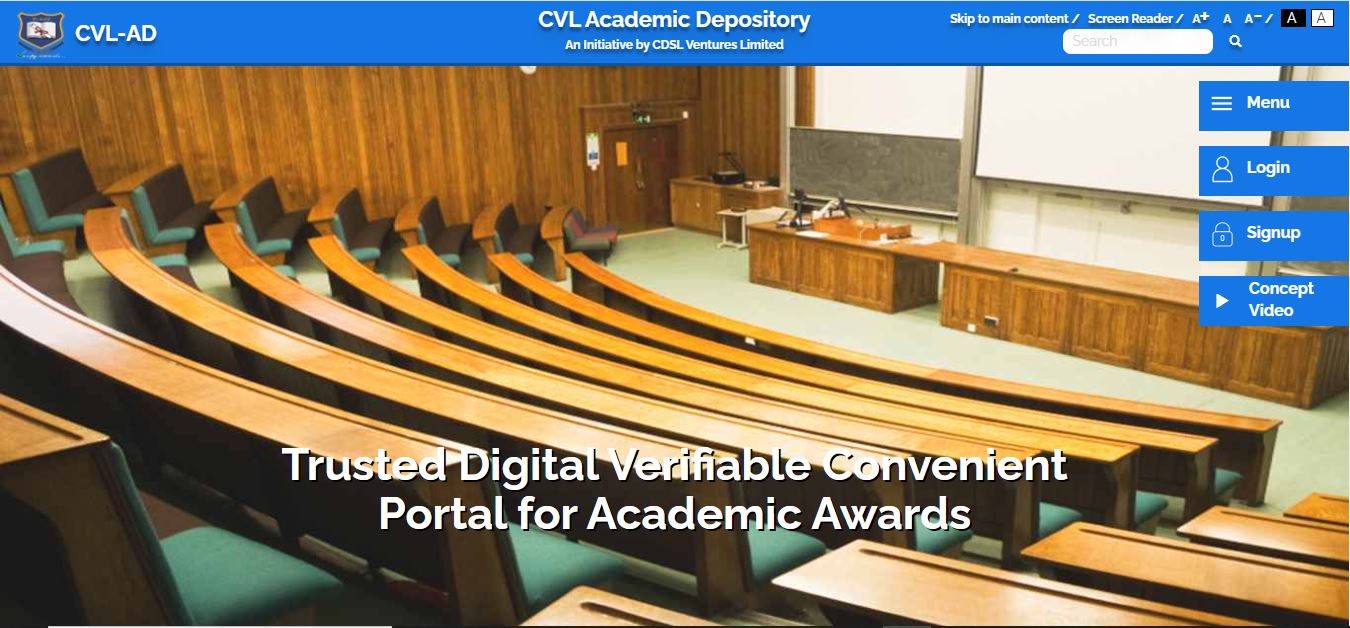 CVL-AD
CVL Academic Depository
An Initiative by CDSL Ventures Limited
Skip to main content / Screen Reader / A+ A A- / A A
Search
Menu
Login
Signup
Concept
Video
Trusted Digital Verifiable Convenient
Portal for Academic Awards